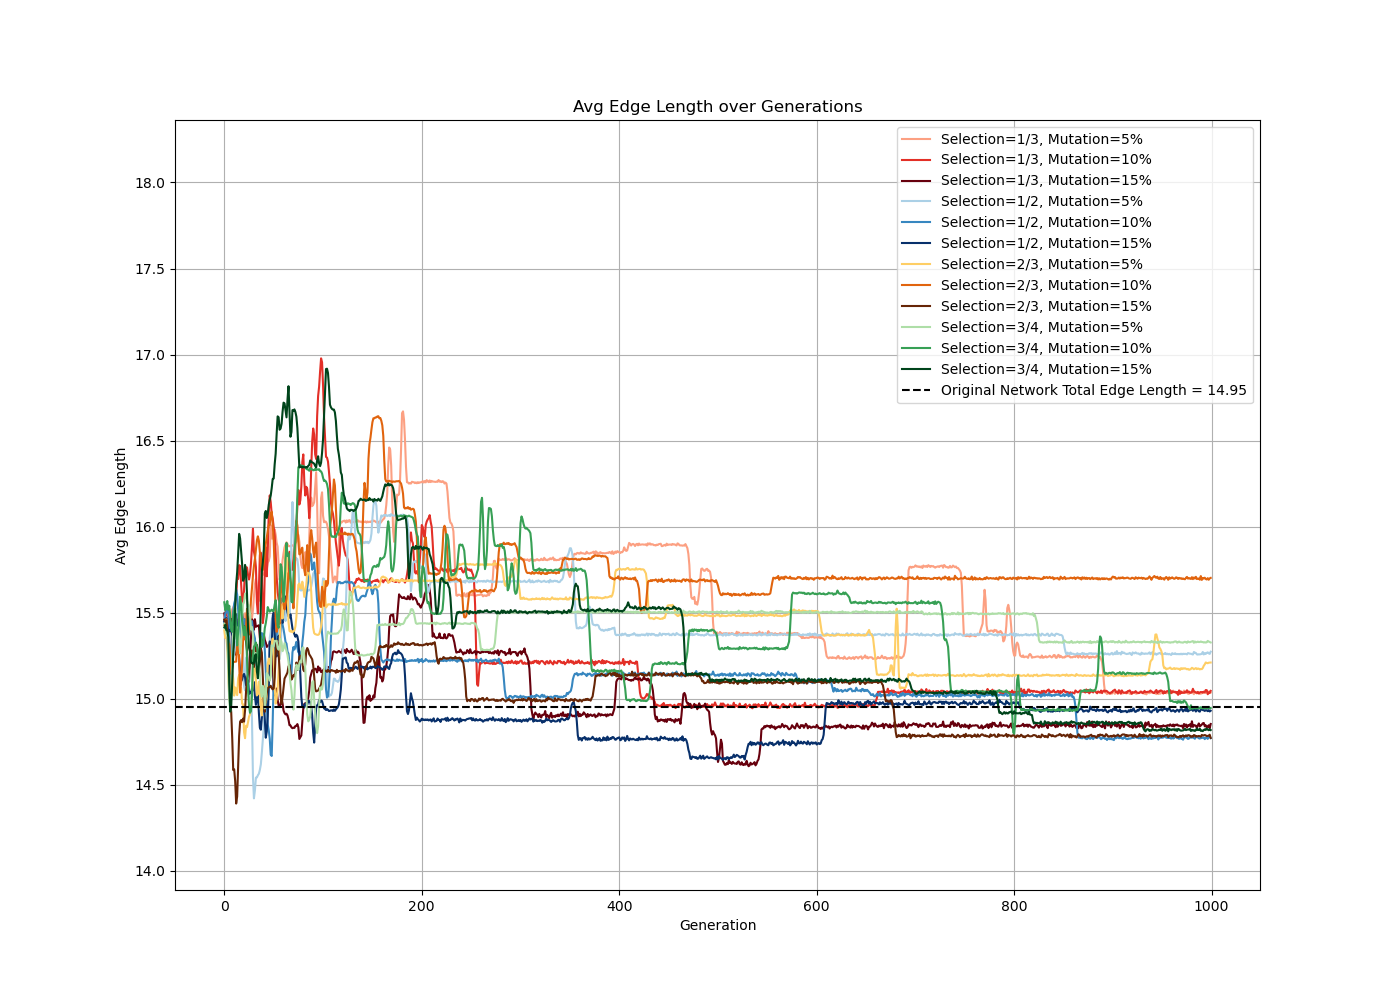 Avg Edge Length over Generations
18.0
17.5
17.0
16.5
16.0
15.5
15.0
14.5
14.0
Avg Edge Length
0
200
400
600
800
1000
Generation
Selection=1/3, Mutation=5%
Selection=1/3, Mutation=10%
Selection=1/3, Mutation=15%
Selection=1/2, Mutation=5%
Selection=1/2, Mutation=10%
Selection=1/2, Mutation=15%
Selection=2/3, Mutation=5%
Selection=2/3, Mutation=10%
Selection=2/3, Mutation=15%
Selection=3/4, Mutation=5%
Selection=3/4, Mutation=10%
Selection=3/4, Mutation=15%
Original Network Total Edge Length = 14.95